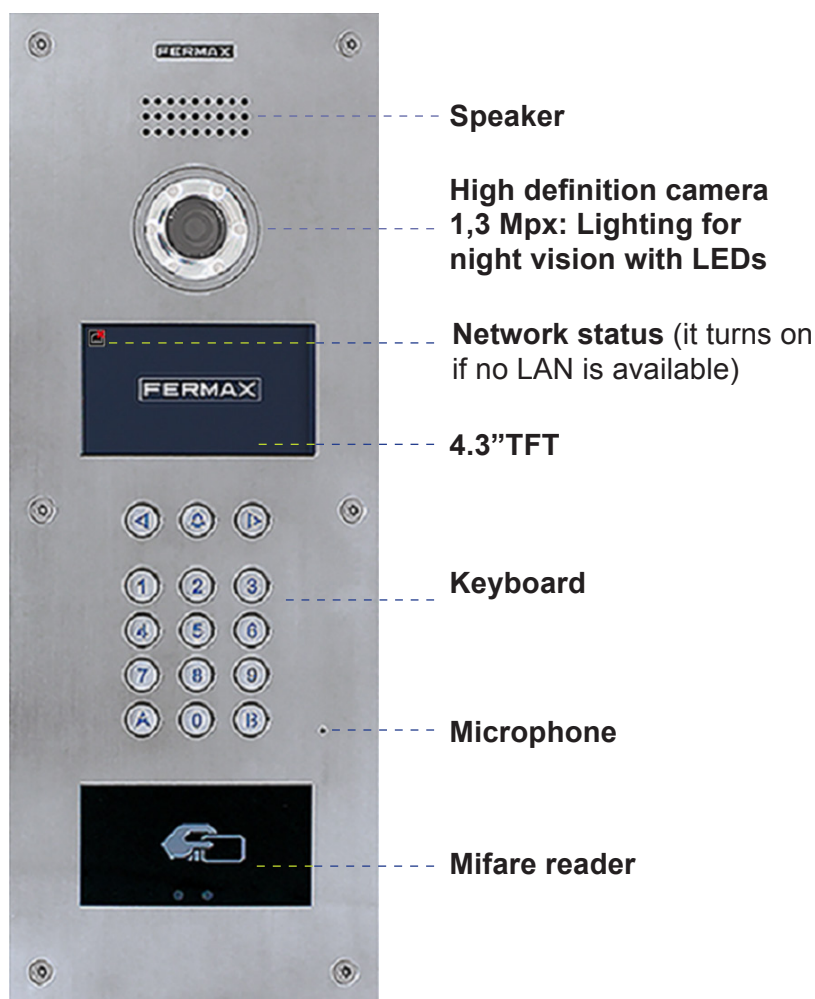 FERMAX
Speaker
High definition camera
1,3 Mpx: Lighting for
night vision with LEDs
Network status (it turns on
if no LAN is available)
FERMAX
4.3”TFT
1 2 3
Keyboard
4 5 6
7 8 9
A 0 B
Microphone
Mifare reader